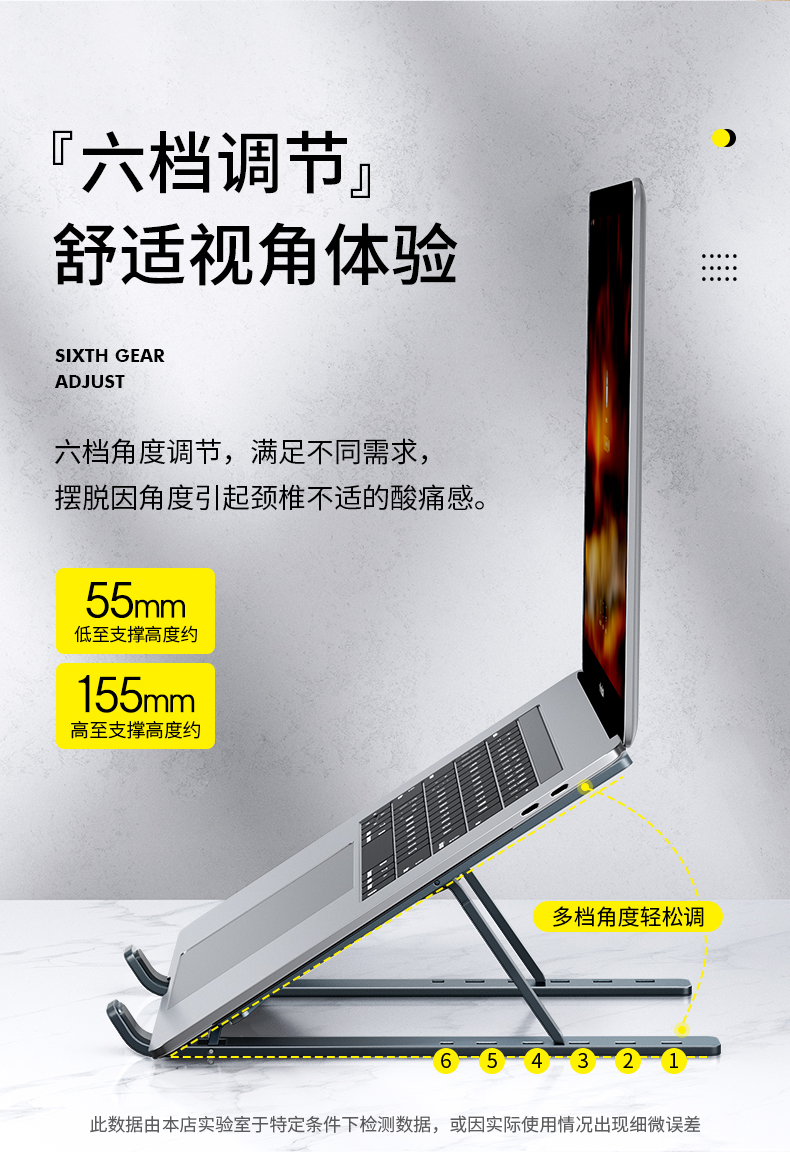 『六档调节』
舒适视角体验
SIXTH GEAR
ADJUST
六档角度调节，满足不同需求，
摆脱因角度引起颈椎不适的酸痛感。
55mm
低至支撑高度约
155mm
高至支撑高度约
多档角度轻松调
6 5 4 3 2 1
此数据由本店实验室于特定条件下检测数据，或因实际使用情况出现细微误差